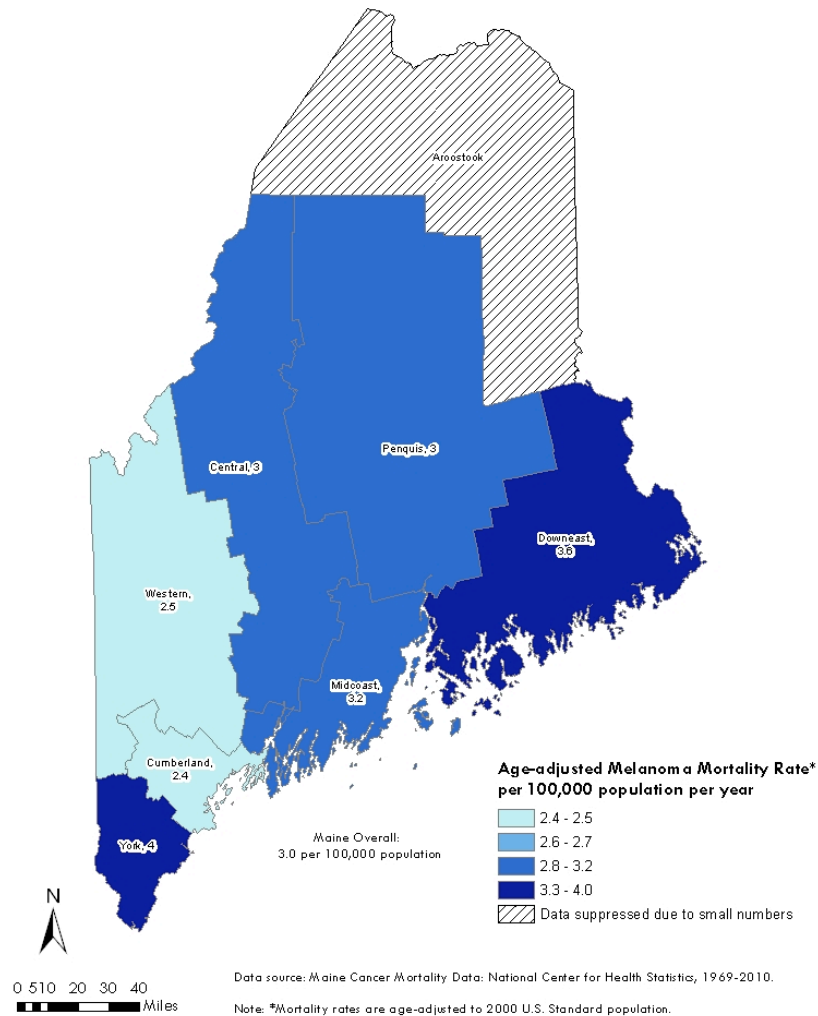 Aroostook
Central, 3
Penquis, 3
Downeast,
3.6
Western,
2.5
Midcoast,
3.2
Cumberland,
2.4
York, 4
Maine Overall:
3.0 per 100,000 population
Age-adjusted Melanoma Mortality Rate*
per 100,000 population per year
2.4 - 2.5
2.6 - 2.7
2.8 - 3.2
3.3 - 4.0
Data suppressed due to small numbers
N
0 510 20 30 40
Miles
Data source: Maine Cancer Mortality Data: National Center for Health Statistics, 1969-2010.
Note: *Mortality rates are age-adjusted to 2000 U.S. Standard population.